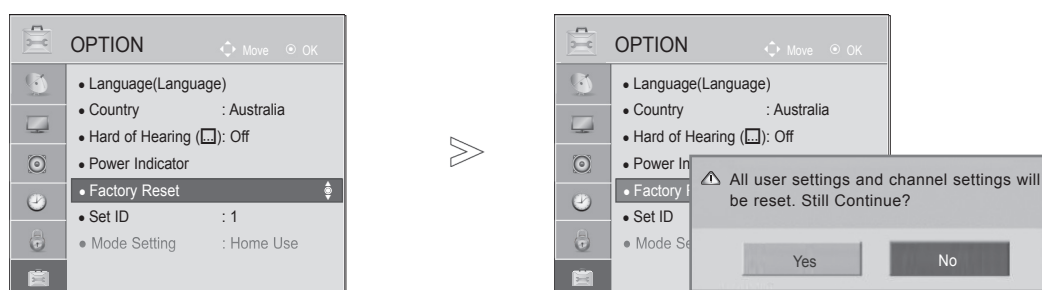 OPTION Move OK
• Language(Language)
• Country : Australia
• Hard of Hearing (): Off
• Power Indicator
• Factory Reset
• Set ID : 1
• Mode Setting : Home Use
>
OPTION Move OK
• Language(Language)
• Country : Australia
• Hard of Hearing (): Off
• Power In
• Factory R
• Set ID
• Mode Se
All user settings and channel settings will
be reset. Still Continue?
Yes No